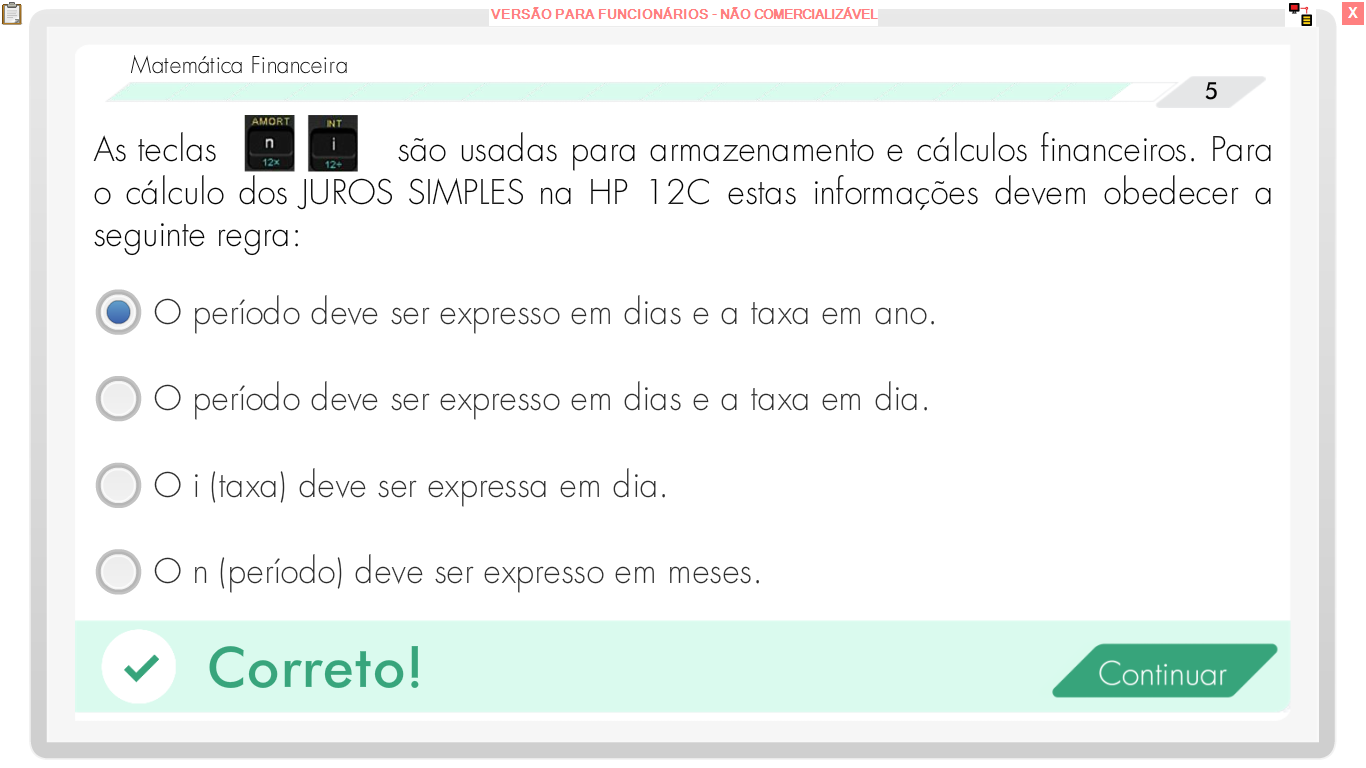 VERSÃO PARA FUNCIONÁRIOS - NÃO COMERCIALIZÁVEL
X
Matemática Financeira
5
As teclas AMORT n 12× INT i 12÷ são usadas para armazenamento e cálculos financeiros. Para
o cálculo dos JUROS SIMPLES na HP 12C estas informações devem obedecer a
seguinte regra:
O período deve ser expresso em dias e a taxa em ano.
O período deve ser expresso em dias e a taxa em dia.
O i (taxa) deve ser expressa em dia.
O n (período) deve ser expresso em meses.
Correto!
Continuar